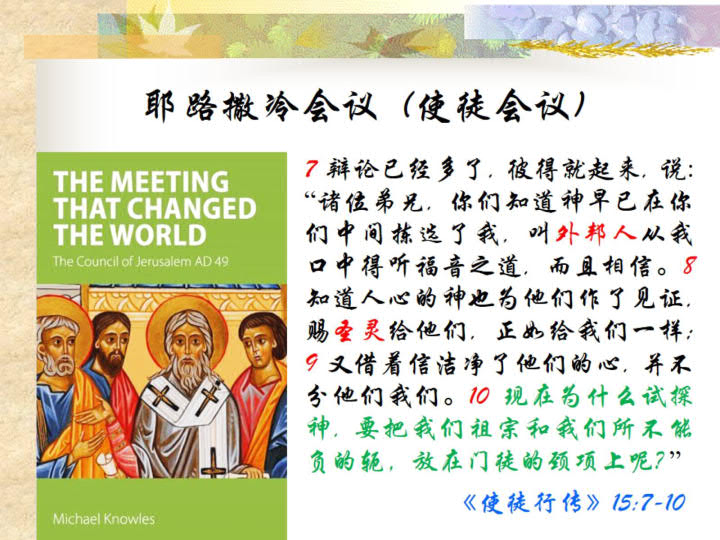 耶路撒冷会议（使徒会议）
THE MEETING
THAT CHANGED
THE WORLD
The Council of Jerusalem AD 49
Michael Knowles
7 辩论已经多了，彼得就起来，说：
“诸位弟兄，你们知道神早已在你
们中间拣选了我，叫外邦人从我
口中得听福音之道，而且相信。8
知道人心的神也为他们作了见证，
赐圣灵给他们，正如给我们一样；
9 又借着信洁净了他们的心，并不
分他们我们。10 现在为什么试探
神，要把我们祖宗和我们所不能
负的轭，放在门徒的颈项上呢？”
《使徒行传》15:7-10